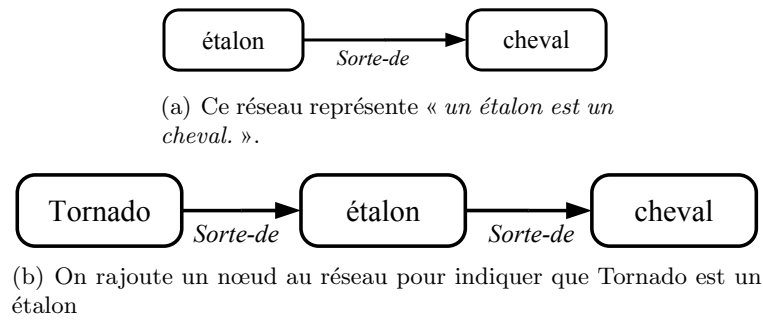 étalon
cheval
Sorte-de
(a) Ce réseau représente « un étalon est un
cheval. ».
Tornado
étalon
cheval
Sorte-de
Sorte-de
(b) On rajoute un nœud au réseau pour indiquer que Tornado est un
étalon